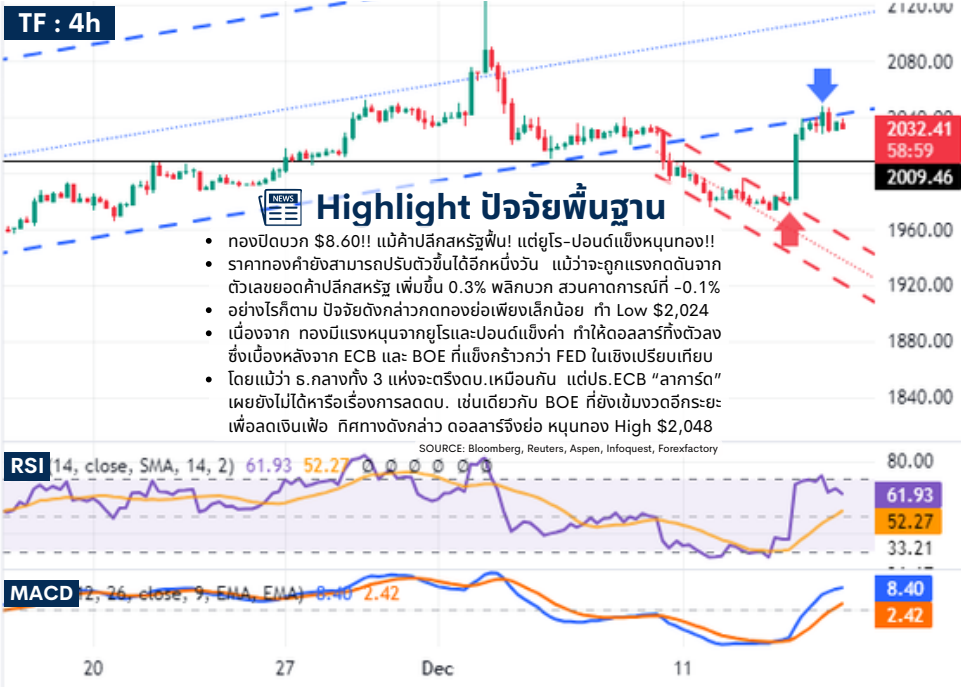 TF : 4h
2120.00
2080.00
2040.00
2032.41
58:59
2009.46
1960.00
1920.00
1880.00
1840.00
NEWS
Highlight ปัจจัยพื้นฐาน
• ทองปิดบวก $8.60!! แม้ค้าปลีกสหรัฐฟื้น! แต่ยูโร-ปอนด์แข็งหนุนทอง!!
• ราคาทองคำยังสามารถปรับตัวขึ้นได้อีกหนึ่งวัน แม้ว่าจะถูกแรงกดดันจาก
ตัวเลขยอดค้าปลีกสหรัฐ เพิ่มขึ้น 0.3% พลิกบวก สวนคาดการณ์ที่ -0.1%
• อย่างไรก็ตาม ปัจจัยดังกล่าวกดทองย่อเพียงเล็กน้อย ทำ Low $2,024
• เนื่องจาก ทองมีแรงหนุนจากยูโรและปอนด์แข็งค่า ทำให้ดอลลาร์ทิ้งตัวลง
ซึ่งเบื้องหลังจาก ECB และ BOE ที่แข็งกร้าวกว่า FED ในเชิงเปรียบเทียบ
• โดยแม้ว่า ธ.กลางทั้ง 3 แห่งจะตรึงดบ.เหมือนกัน แต่ปธ.ECB “ลาการ์ด”
เผยยังไม่ได้หารือเรื่องการลดดบ. เช่นเดียวกับ BOE ที่ยังเข้มงวดอีกระยะ
เพื่อลดเงินเฟ้อ ทิศทางดังกล่าว ดอลลาร์จึงย่อ หนุนทอง High $2,048
SOURCE: Bloomberg, Reuters, Aspen, Infoquest, Forexfactory
RSI (14, close, SMA, 14, 2) 61.93 52.27 0 0 0 0 0 0
80.00
61.93
52.27
33.21
MACD 2, 26, close, 9, EMA, EMA) 8.40 2.42
8.40
2.42
20 27 Dec 11